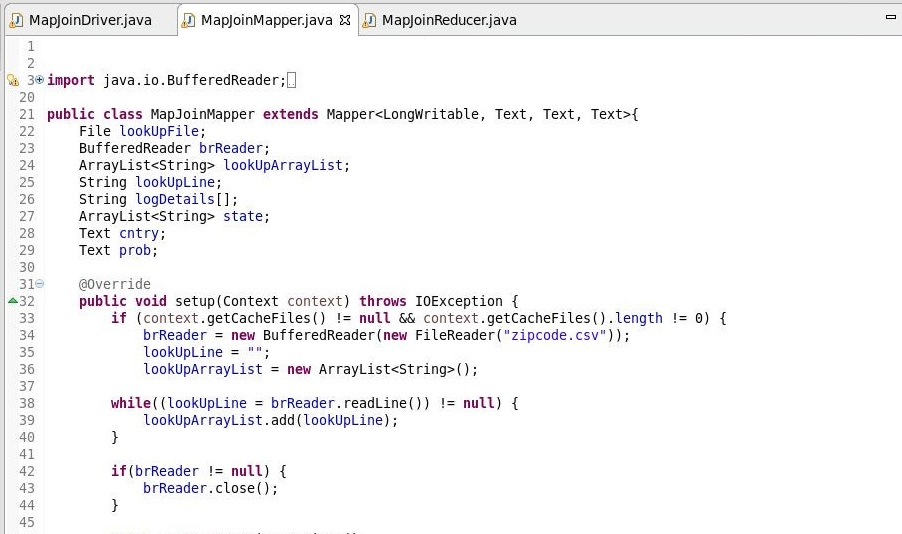 MapJoinDriver.java MapJoinMapper.java MapJoinReducer.java
1
2
3 import java.io.BufferedReader;
20
21 public class MapJoinMapper extends Mapper<LongWritable, Text, Text, Text>{
22 File lookUpFile;
23 BufferedReader brReader;
24 ArrayList<String> lookUpArrayList;
25 String lookUpLine;
26 String logDetails[];
27 ArrayList<String> state;
28 Text cntry;
29 Text prob;
30
31 @Override
32 public void setup(Context context) throws IOException {
33 if (context.getCacheFiles() != null && context.getCacheFiles().length != 0) {
34 brReader = new BufferedReader(new FileReader("zipcode.csv"));
35 lookUpLine = "";
36 lookUpArrayList = new ArrayList<String>();
37
38 while((lookUpLine = brReader.readLine()) != null) {
39 lookUpArrayList.add(lookUpLine);
40 }
41
42 if(brReader != null) {
43 brReader.close();
44 }
45